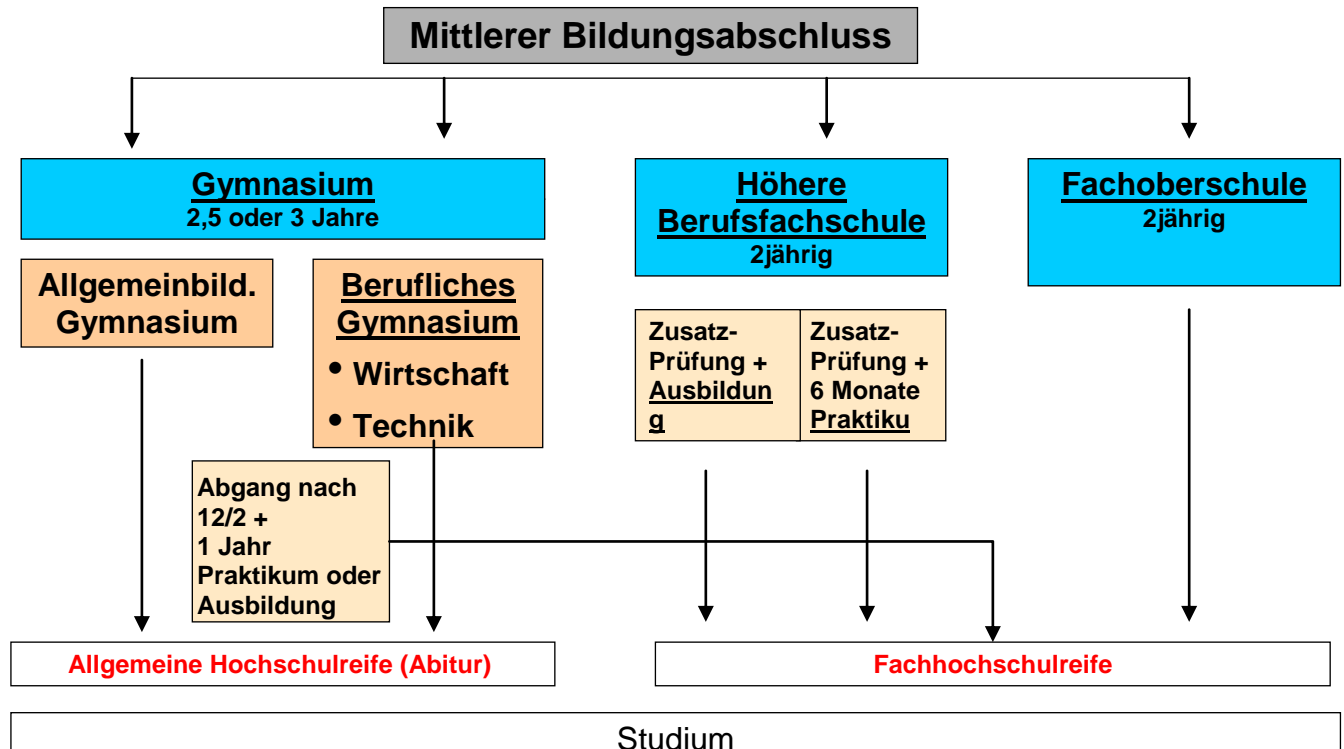 Mittlerer Bildungsabschluss
Gymnasium
2,5 oder 3 Jahre
Höhere
Berufsfachschule
2jährig
Fachoberschule
2jährig
Allgemeinbild.
Gymnasium
Berufliches
Gymnasium
• Wirtschaft
• Technik
Zusatz-
Prüfung +
Ausbildun
g
Zusatz-
Prüfung +
6 Monate
Praktiku
Abgang nach
12/2 +
1 Jahr
Praktikum oder
Ausbildung
Allgemeine Hochschulreife (Abitur)
Fachhochschulreife
Studium